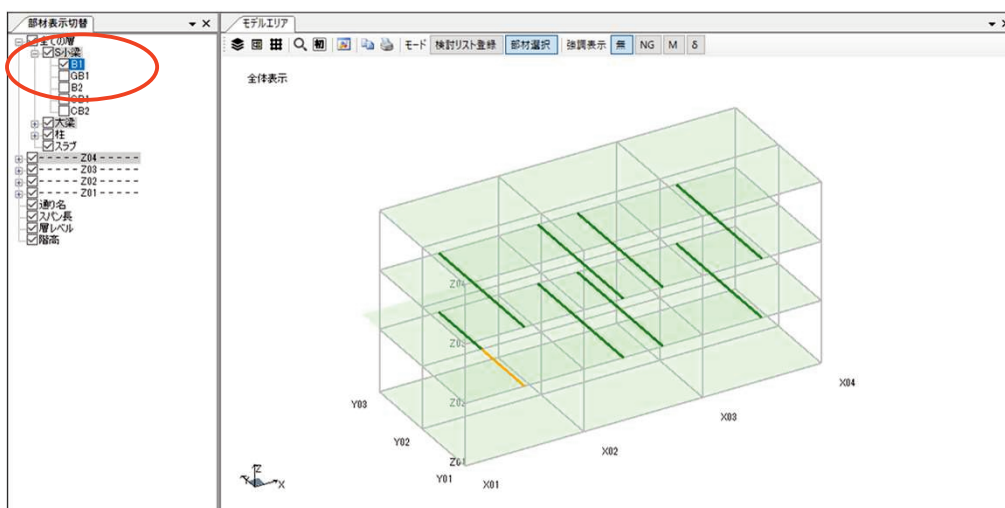 部材表示切替
全ての層
S小梁
B1
GB1
B2
CB1
CB2
大梁
柱
スラブ
- - - - - - Z04 - - - - - -
- - - - - - Z03 - - - - - -
- - - - - - Z02 - - - - - -
- - - - - - Z01 - - - - - -
通り名
スパン長
層レベル
階高
モデルエリア
初 モード 検討リスト登録 部材選択 強調表示 無 NG M δ
全体表示
Z04
Z03
Z02
Z01
Y03
Y02
Y01
X01
X02
X03
X04
Z
Y
X